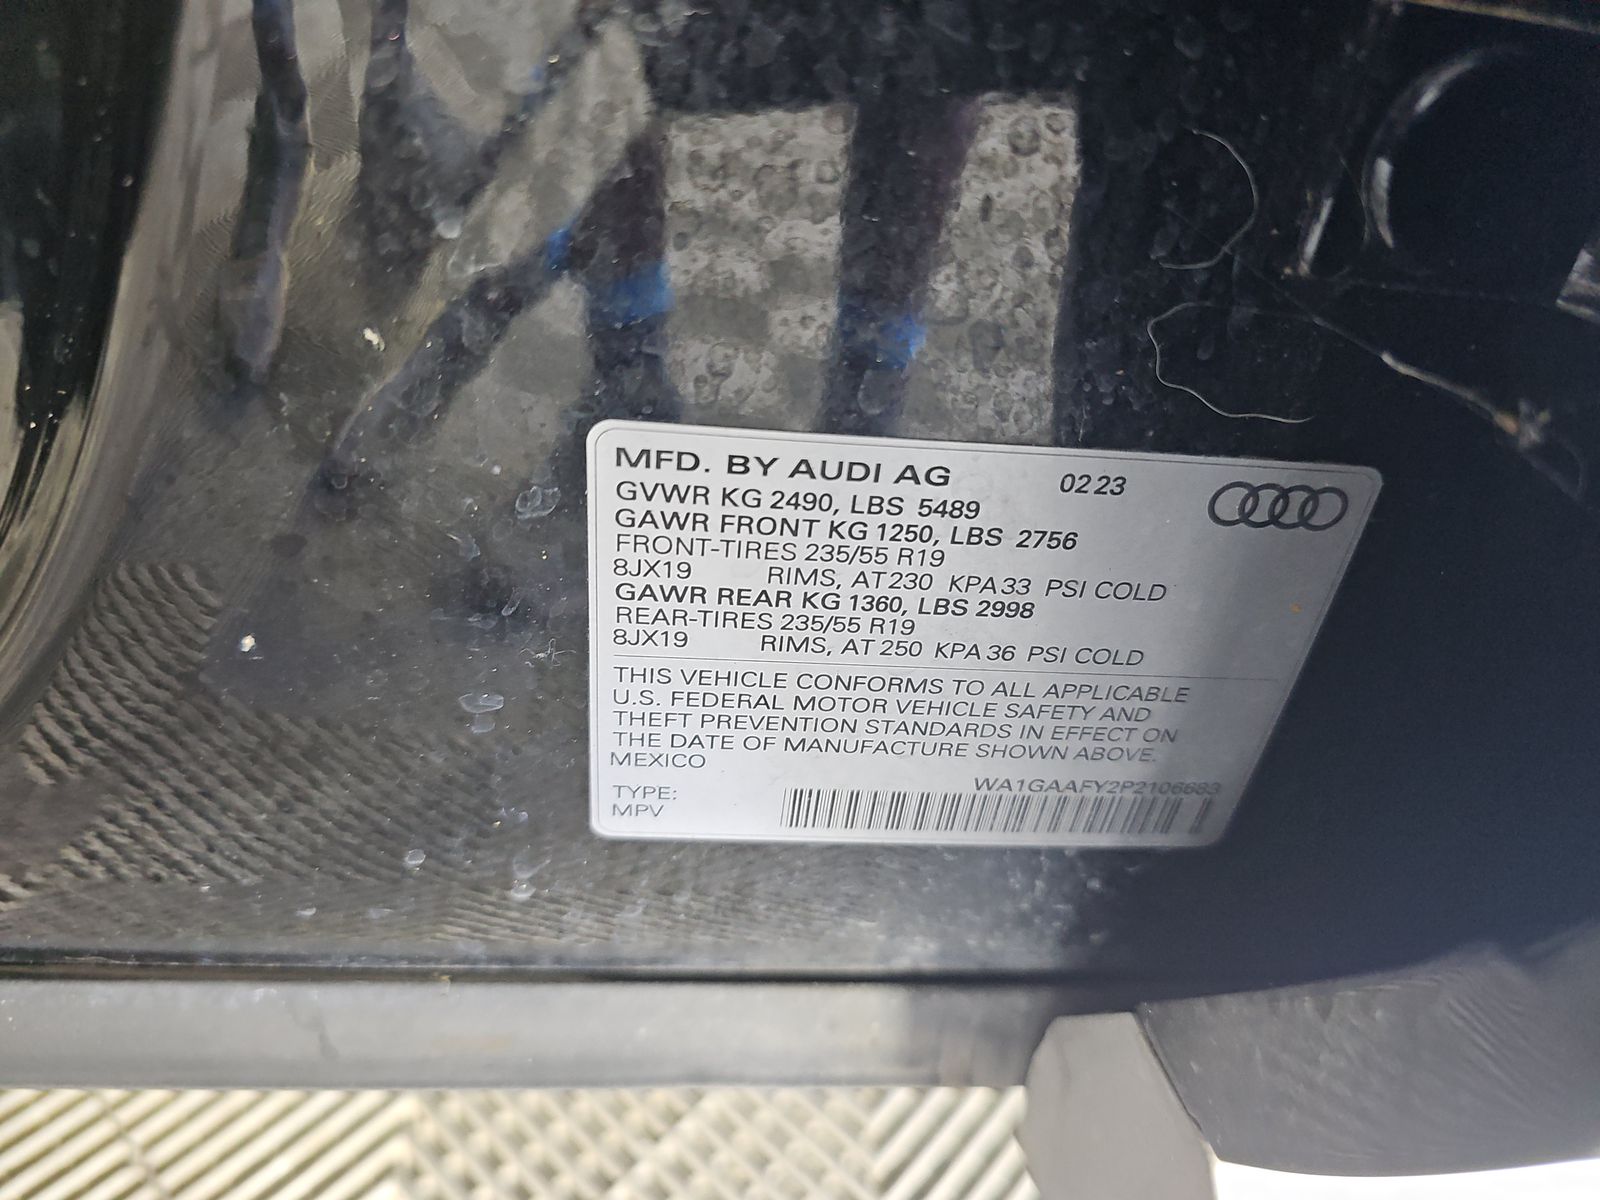 MFD. BY AUDI AG 0223
GVWR KG 2490, LBS 5489
GAWR FRONT KG 1250, LBS 2756
FRONT-TIRES 235/55 R19
8JX19 RIMS, AT 230 KPA 33 PSI COLD
GAWR REAR KG 1360, LBS 2998
REAR-TIRES 235/55 R19
8JX19 RIMS, AT 250 KPA 36 PSI COLD
THIS VEHICLE CONFORMS TO ALL APPLICABLE
U.S. FEDERAL MOTOR VEHICLE SAFETY AND
THEFT PREVENTION STANDARDS IN EFFECT ON
THE DATE OF MANUFACTURE SHOWN ABOVE.
MEXICO
WA1GAAFY2P2106683
TYPE:
MPV